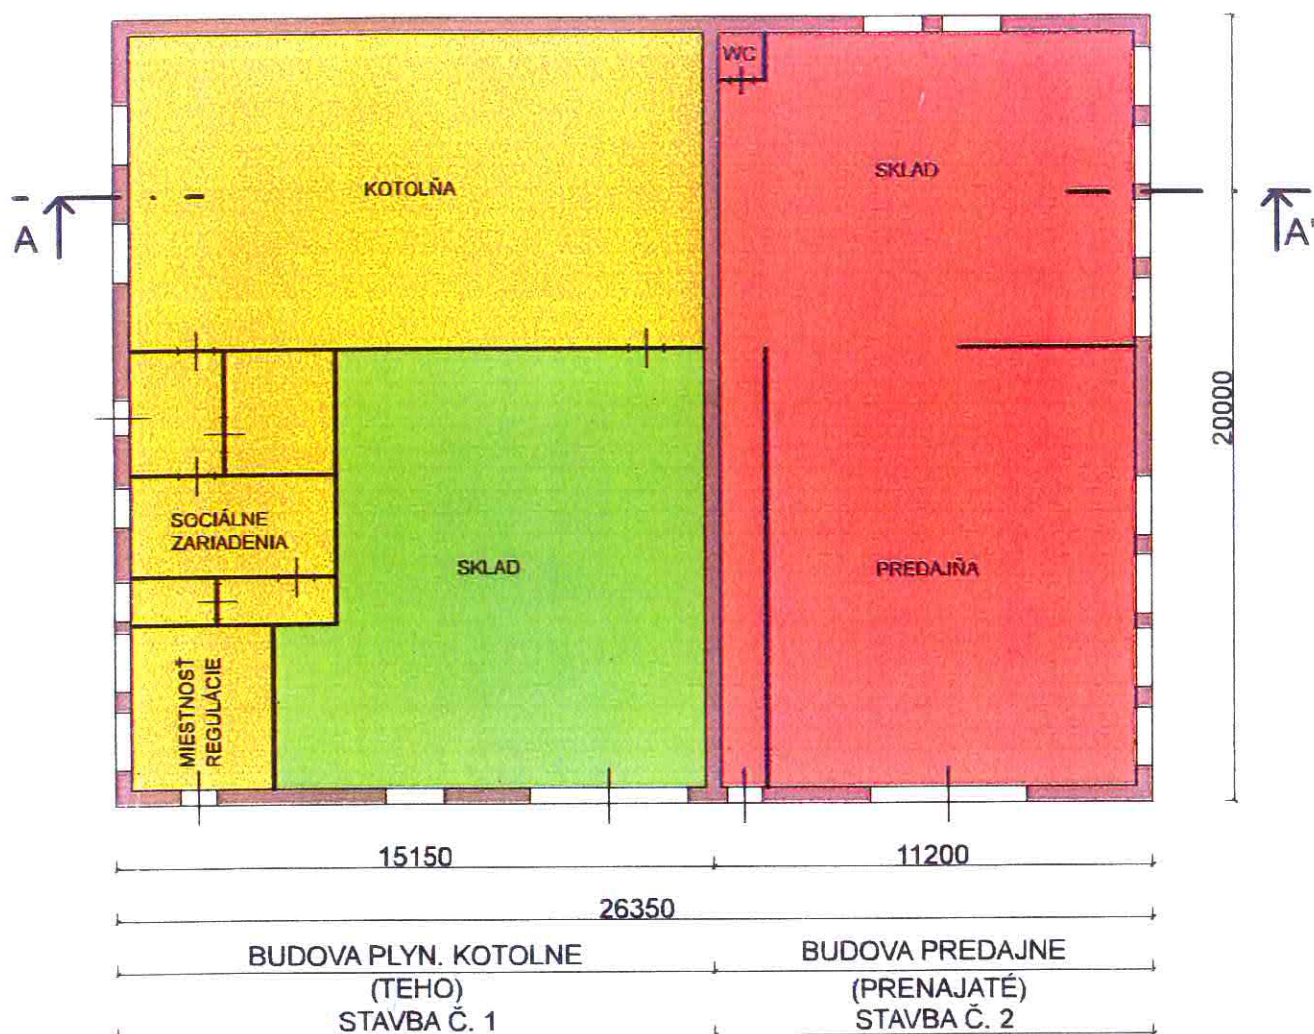 WC
KOTOLŇA
SKLAD
A
A'
20000
SOCIÁLNE
ZARIADENIA
SKLAD
PREDAJŇA
MIESTNOSŤ
REGULÁCIE
15150
11200
26350
BUDOVA PLYN. KOTOLNE
BUDOVA PREDAJNE
(TEHO)
(PRENAJATÉ)
STAVBA Č. 1
STAVBA Č. 2